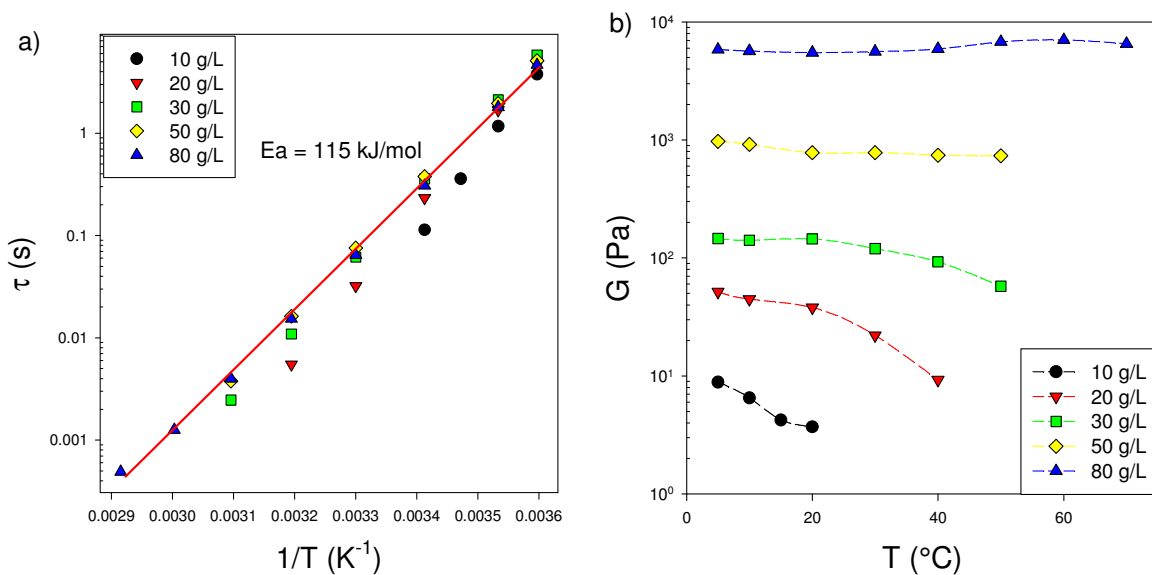 a)
10 g/L
20 g/L
30 g/L
50 g/L
80 g/L
Ea = 115 kJ/mol
τ (s)
1
0.1
0.01
0.001
0.0029 0.0030 0.0031 0.0032 0.0033 0.0034 0.0035 0.0036
1/T (K⁻¹)
b)
G (Pa)
10⁴
10³
10²
10¹
10⁰
0 20 40 60
T (°C)
10 g/L
20 g/L
30 g/L
50 g/L
80 g/L